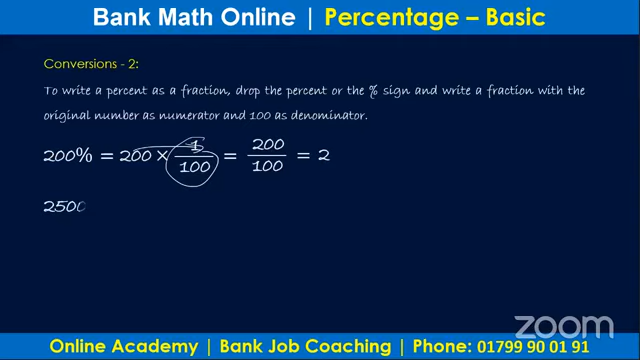 Bank Math Online | Percentage – Basic
Conversions - 2:
To write a percent as a fraction, drop the percent or the % sign and write a fraction with the
original number as numerator and 100 as denominator.
200% = 200 × 1/100 = 200/100 = 2
2500
zoom
Online Academy | Bank Job Coaching | Phone: 01799 90 01 91